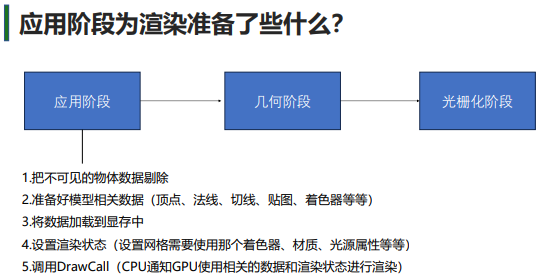 应用阶段为渲染准备了些什么？
应用阶段
几何阶段
光栅化阶段
1.把不可见的物体数据剔除
2.准备好模型相关数据（顶点、法线、切线、贴图、着色器等等）
3.将数据加载到显存中
4.设置渲染状态（设置网格需要使用那个着色器、材质、光源属性等等）
5.调用DrawCall（CPU通知GPU使用相关的数据和渲染状态进行渲染）